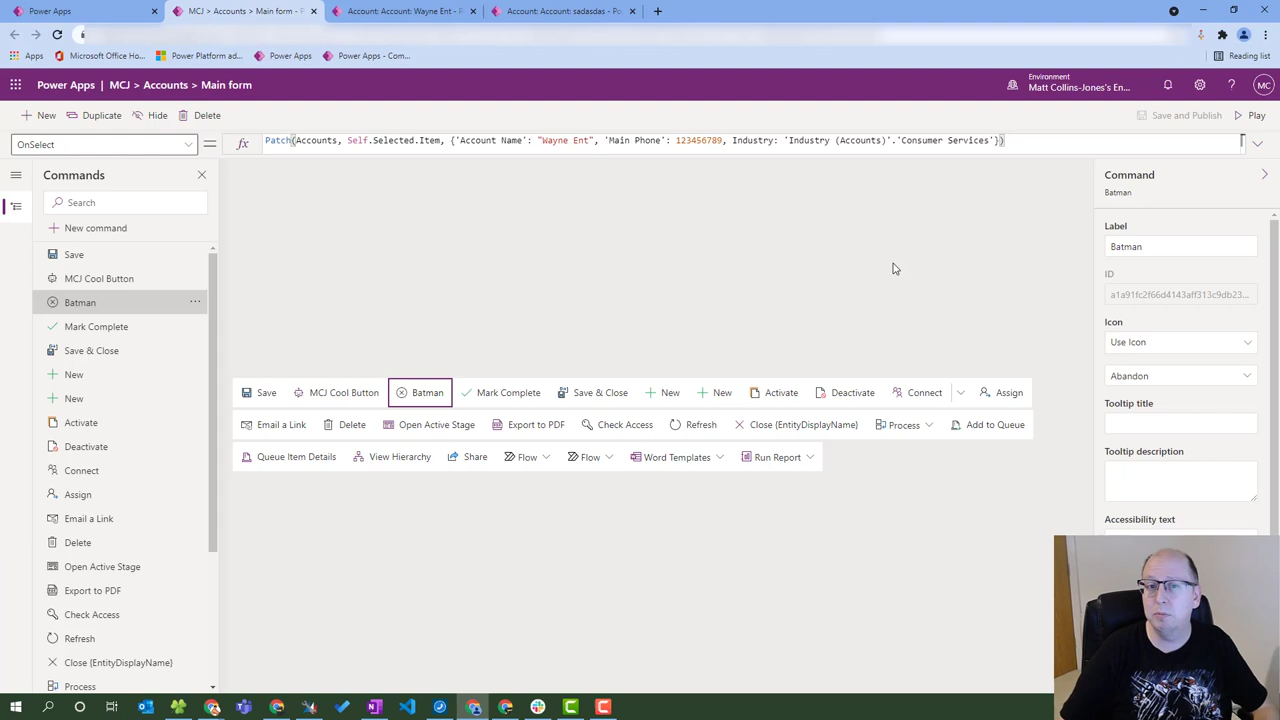 Power Apps
MCJ > Accounts > Main form - P
Account: Account: Wayne Ent - P
Account: Account: sadasdas - Po
Apps
Microsoft Office Ho...
Power Platform ad...
Power Apps
Power Apps - Com...
Reading list
Power Apps | MCJ > Accounts > Main form
Environment
Matt Collins-Jones's En...
MC
New
Duplicate
Hide
Delete
Save and Publish
Play
OnSelect
=
fx
Patch(Accounts, Self.Selected.Item, {'Account Name': "Wayne Ent", 'Main Phone': 123456789, Industry: 'Industry (Accounts)'.'Consumer Services'})
Commands
Search
New command
Save
MCJ Cool Button
Batman
Mark Complete
Save & Close
New
New
Activate
Deactivate
Connect
Assign
Email a Link
Delete
Open Active Stage
Export to PDF
Check Access
Refresh
Close {EntityDisplayName}
Process
Save MCJ Cool Button Batman Mark Complete Save & Close New New Activate Deactivate Connect Assign
Email a Link Delete Open Active Stage Export to PDF Check Access Refresh Close {EntityDisplayName} Process Add to Queue
Queue Item Details View Hierarchy Share Flow Flow Word Templates Run Report
Command
Batman
Label
Batman
ID
a1a91fc2f66d4143aff313c9db23...
Icon
Use Icon
Abandon
Tooltip title
Tooltip description
Accessibility text